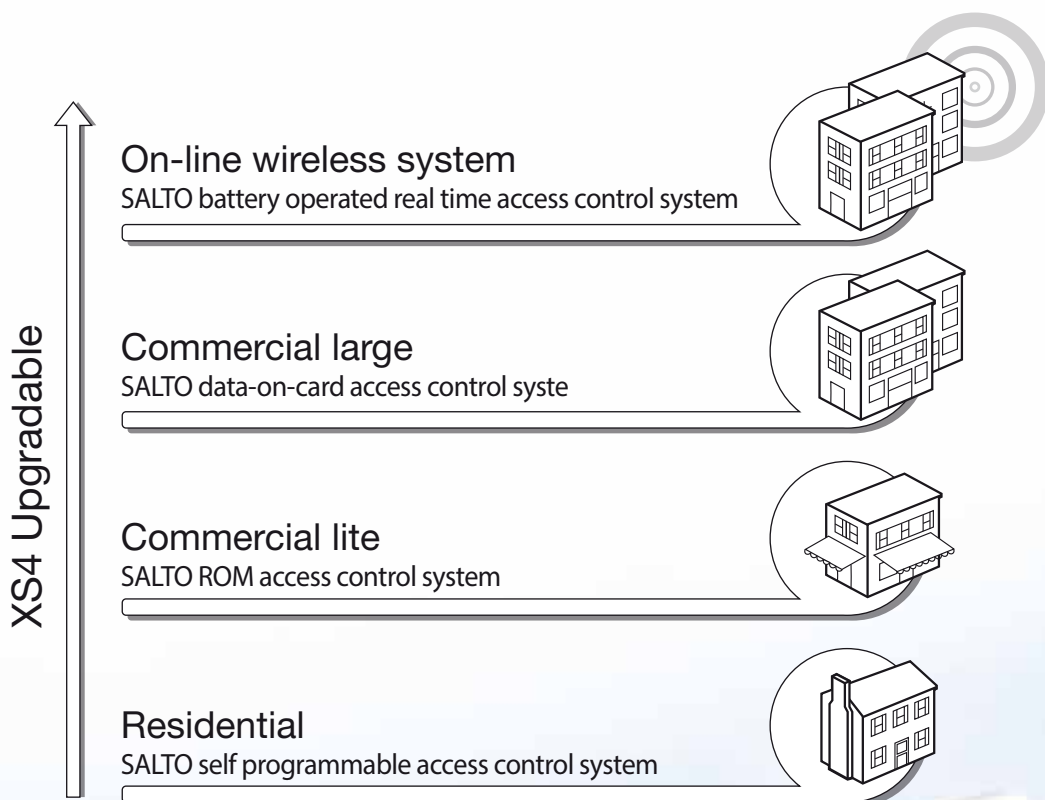 On-line wireless system
SALTO battery operated real time access control system
Commercial large
SALTO data-on-card access control syste
Commercial lite
SALTO ROM access control system
Residential
SALTO self programmable access control system
XS4 Upgradable